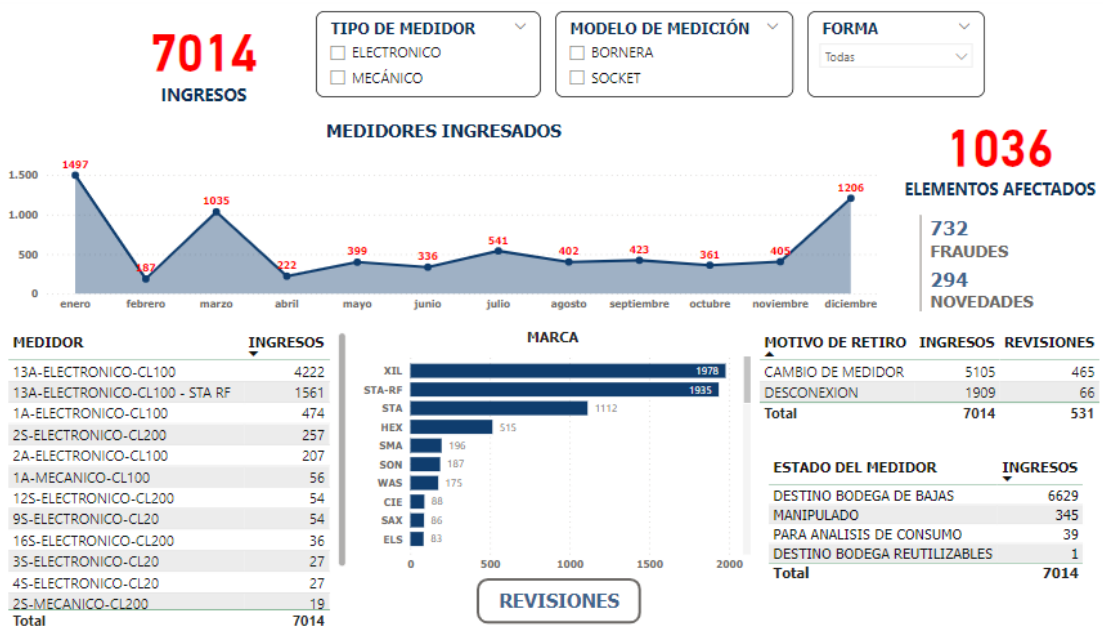 7014
INGRESOS
TIPO DE MEDIDOR
ELECTRONICO
MECÁNICO
MODELO DE MEDICIÓN
BORNERA
SOCKET
FORMA
Todas
MEDIDORES INGRESADOS
1.500
1.000
500
0
1497
187
1035
222
399
336
541
402
423
361
405
1206
enero febrero marzo abril mayo junio julio agosto septiembre octubre noviembre diciembre
1036
ELEMENTOS AFECTADOS
732
FRAUDES
294
NOVEDADES
MEDIDOR INGRESOS
13A-ELECTRONICO-CL100 4222
13A-ELECTRONICO-CL100 - STA RF 1561
1A-ELECTRONICO-CL100 474
2S-ELECTRONICO-CL200 257
2A-ELECTRONICO-CL100 207
1A-MECANICO-CL100 56
12S-ELECTRONICO-CL200 54
9S-ELECTRONICO-CL20 54
16S-ELECTRONICO-CL200 36
3S-ELECTRONICO-CL20 27
4S-ELECTRONICO-CL20 27
2S-MECANICO-CL200 19
Total 7014
MARCA
XIL 1978
STA-RF 1935
STA 1112
HEX 515
SMA 196
SON 187
WAS 175
CIE 88
SAX 86
ELS 83
0 500 1000 1500 2000
REVISIONES
MOTIVO DE RETIRO INGRESOS REVISIONES
CAMBIO DE MEDIDOR 5105 465
DESCONEXION 1909 66
Total 7014 531
ESTADO DEL MEDIDOR INGRESOS
DESTINO BODEGA DE BAJAS 6629
MANIPULADO 345
PARA ANALISIS DE CONSUMO 39
DESTINO BODEGA REUTILIZABLES 1
Total 7014